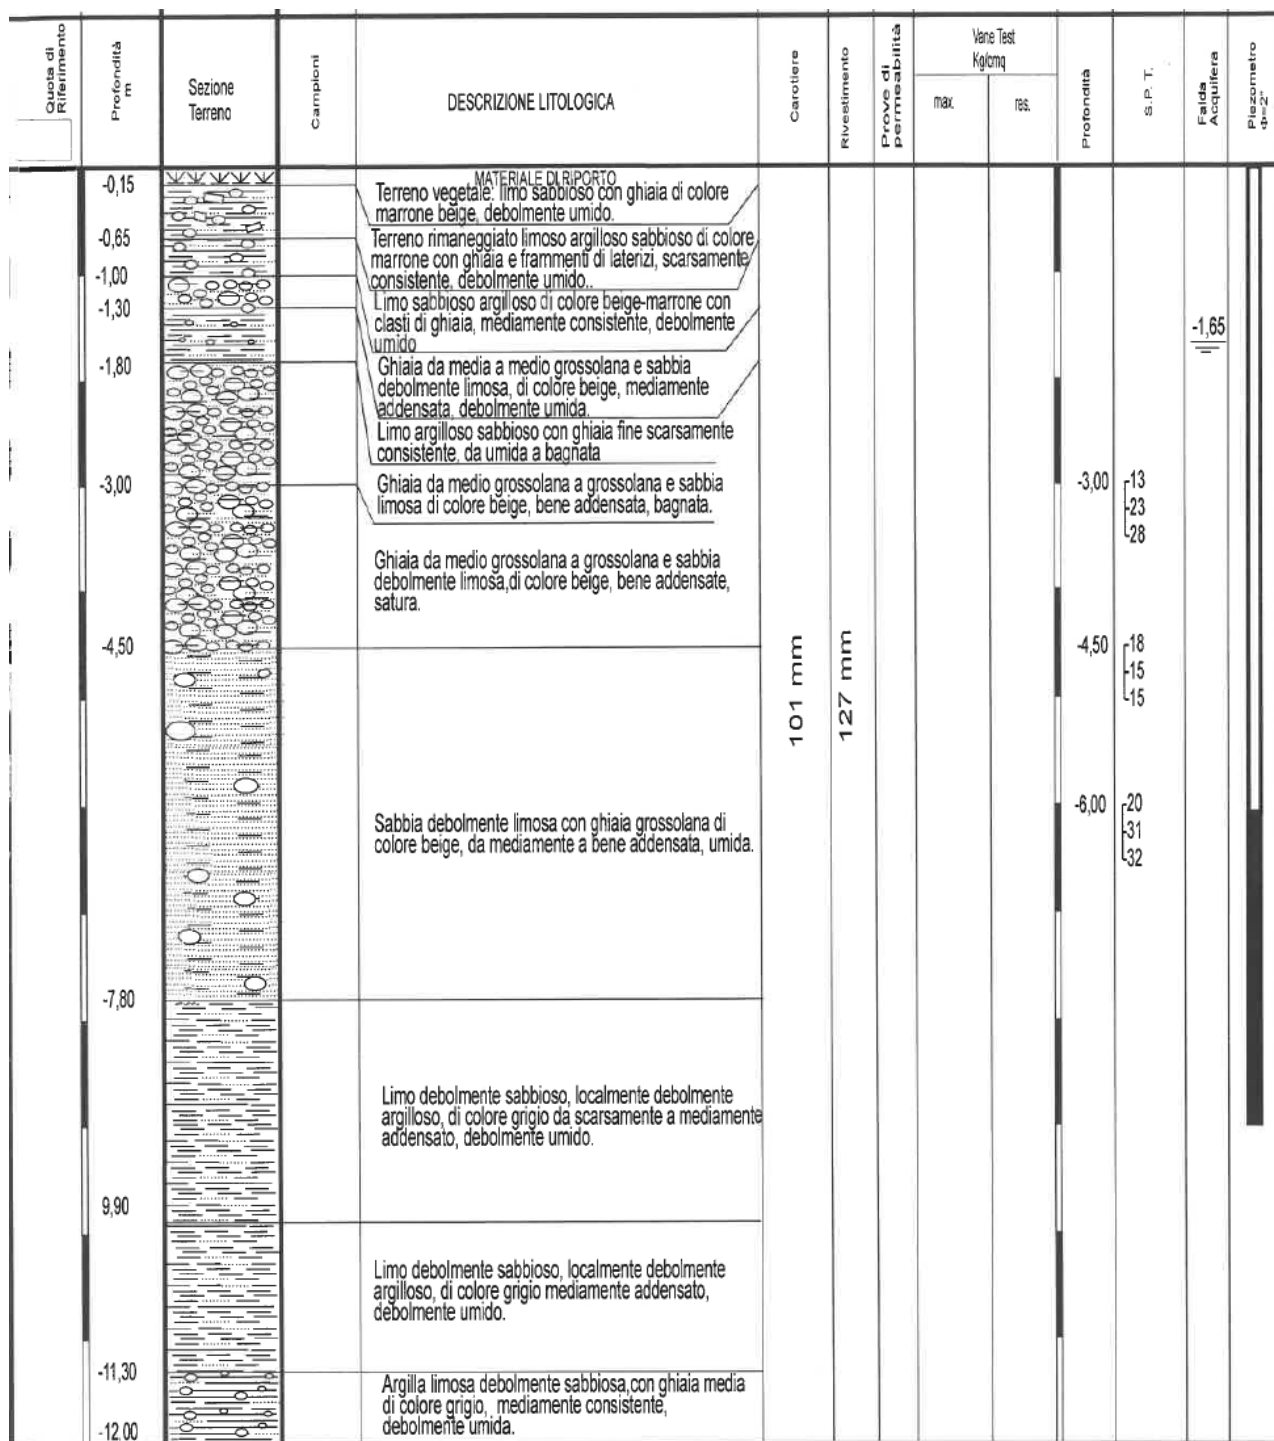 Quota di
Riferimento
Profondità
m
Sezione
Terreno
Campioni
DESCRIZIONE LITOLOGICA
Carotiere
Rivestimento
Prove di
permeabilità
Vane Test
Kg/cmq
max.
res.
Profondità
S.P.T.
Falda
Acquifera
Piezometro
Φ=2"
-0,15
MATERIALE DI RIPORTO
Terreno vegetale: limo sabbioso con ghiaia di colore
marrone beige, debolmente umido.
-0,65
Terreno rimaneggiato limoso argilloso sabbioso di colore
marrone con ghiaia e frammenti di laterizi, scarsamente
consistente, debolmente umido..
-1,00
Limo sabbioso argilloso di colore beige-marrone con
clasti di ghiaia, mediamente consistente, debolmente
umido
-1,30
-1,65
-1,80
Ghiaia da media a medio grossolana e sabbia
debolmente limosa, di colore beige, mediamente
addensata, debolmente umida.
Limo argilloso sabbioso con ghiaia fine scarsamente
consistente, da umida a bagnata
-3,00
Ghiaia da medio grossolana a grossolana e sabbia
limosa di colore beige, bene addensata, bagnata.
-3,00
13
23
28
Ghiaia da medio grossolana a grossolana e sabbia
debolmente limosa,di colore beige, bene addensate,
satura.
-4,50
-4,50
18
15
15
101 mm
127 mm
-6,00
20
31
32
Sabbia debolmente limosa con ghiaia grossolana di
colore beige, da mediamente a bene addensata, umida.
-7,80
Limo debolmente sabbioso, localmente debolmente
argilloso, di colore grigio da scarsamente a mediamente
addensato, debolmente umido.
9,90
Limo debolmente sabbioso, localmente debolmente
argilloso, di colore grigio mediamente addensato,
debolmente umido.
-11,30
Argilla limosa debolmente sabbiosa,con ghiaia media
di colore grigio, mediamente consistente,
debolmente umida.
-12,00